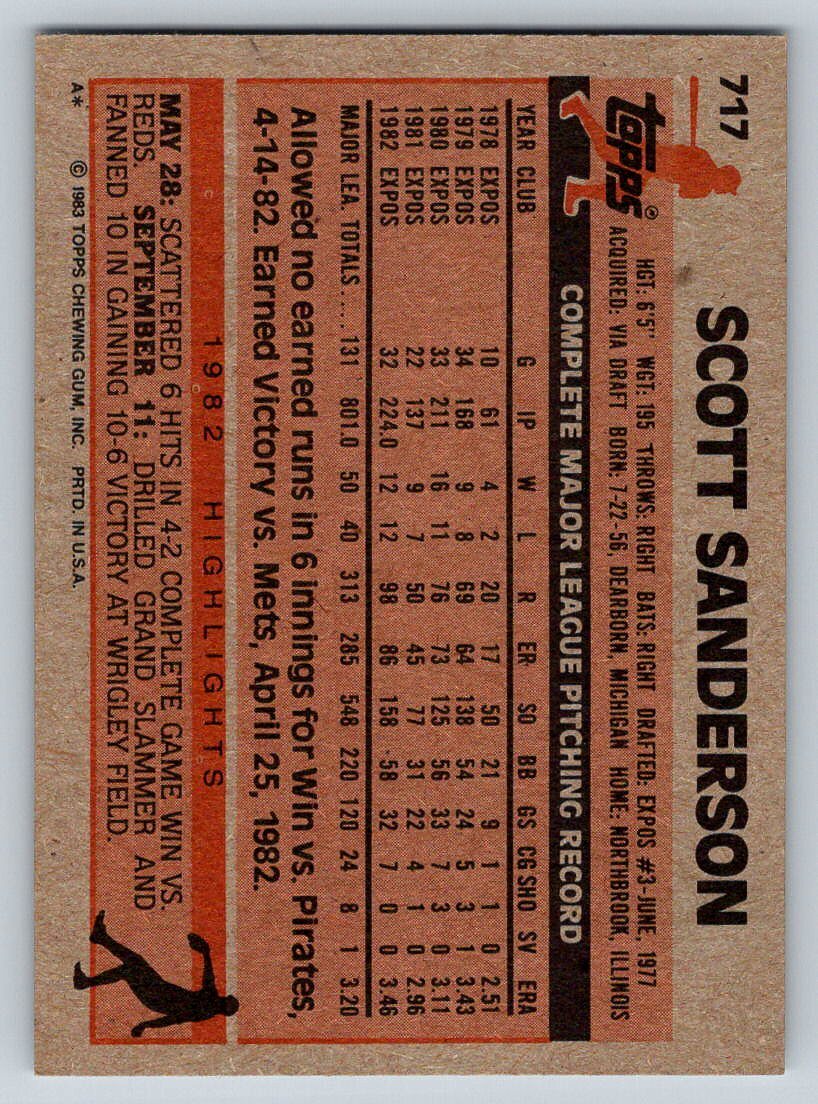 717
SCOTT SANDERSON
Topps®
HGT: 6'5" WGT: 195 THROWS: RIGHT BATS: RIGHT DRAFTED: EXPOS #3-JUNE, 1977
ACQUIRED: VIA DRAFT BORN: 7-22-56, DEARBORN, MICHIGAN HOME: NORTHBROOK, ILLINOIS
COMPLETE MAJOR LEAGUE PITCHING RECORD
YEAR CLUB G IP W L R ER SO BB GS CG SHO SV ERA
1978 EXPOS 10 61 4 2 20 17 50 21 9 1 1 0 2.51
1979 EXPOS 34 168 9 8 69 64 138 54 24 5 3 1 3.43
1980 EXPOS 33 211 16 11 76 73 125 56 33 7 3 0 3.11
1981 EXPOS 22 137 9 7 50 45 77 31 22 4 1 0 2.96
1982 EXPOS 32 224.0 12 12 98 86 158 58 32 7 0 0 3.46
MAJOR LEA. TOTALS ..... 131 801.0 50 40 313 285 548 220 120 24 8 1 3.20
Allowed no earned runs in 6 innings for Win vs. Pirates,
4-14-82. Earned Victory vs. Mets, April 25, 1982.
1982 HIGHLIGHTS
MAY 28: SCATTERED 6 HITS IN 4-2 COMPLETE GAME WIN VS.
REDS. SEPTEMBER 11: DRILLED GRAND SLAMMER AND
FANNED 10 IN GAINING 10-6 VICTORY AT WRIGLEY FIELD.
A* © 1983 TOPPS CHEWING GUM, INC. PRTD. IN U.S.A.